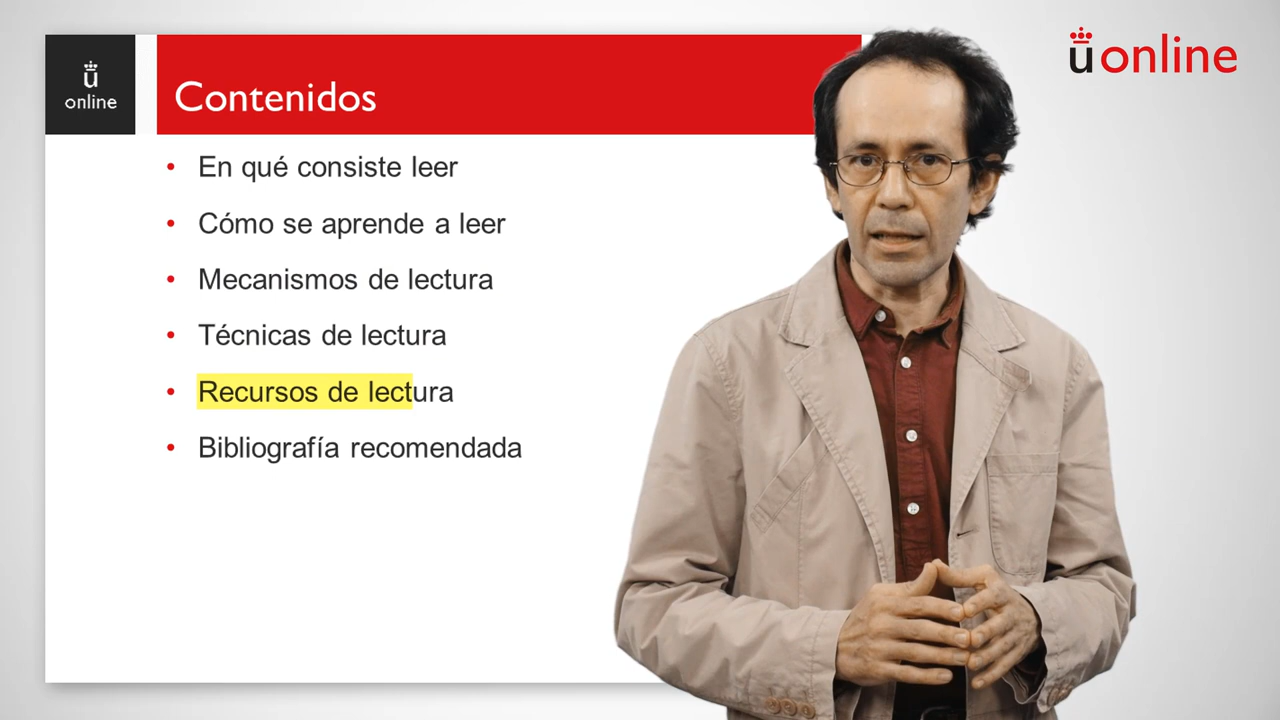 ü
online
Contenidos
üonline
• En qué consiste leer
• Cómo se aprende a leer
• Mecanismos de lectura
• Técnicas de lectura
• Recursos de lectura
• Bibliografía recomendada